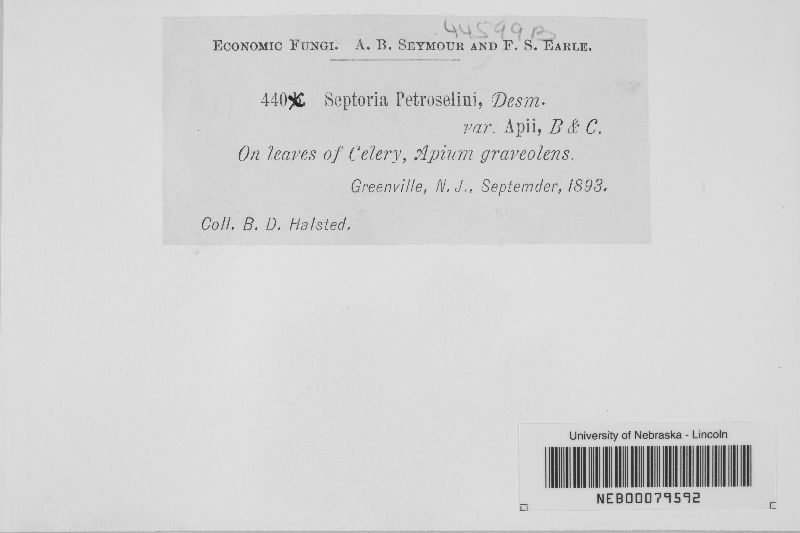 44599B
Economic Fungi. A. B. Seymour and F. S. Earle.
440c Septoria Petroselini, Desm.
var. Apii, B & C.
On leaves of Celery, Apium graveolens.
Greenville, N. J., Septemder, 1893.
Coll. B. D. Halsted.
University of Nebraska - Lincoln
NEB00079592